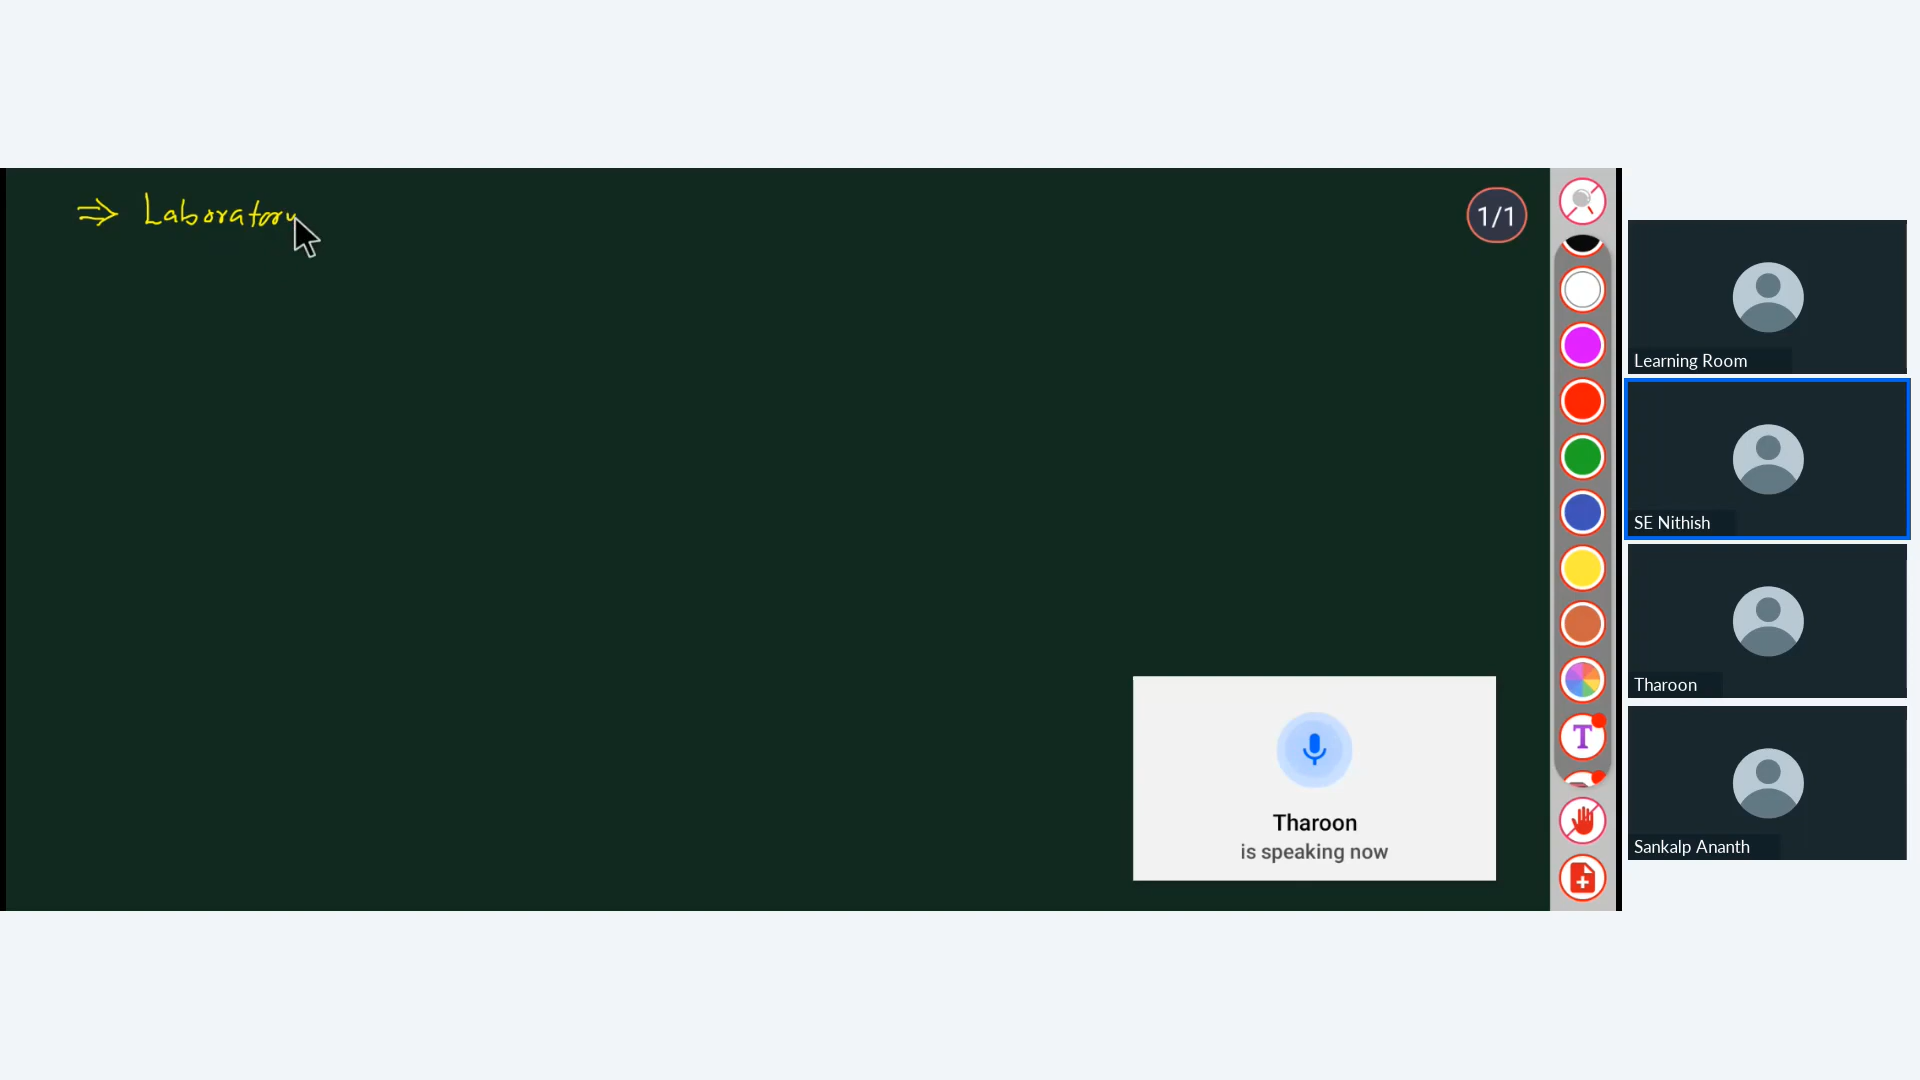 ⇒ Laboratory
1/1
T
Tharoon
is speaking now
Learning Room
SE Nithish
Tharoon
Sankalp Ananth